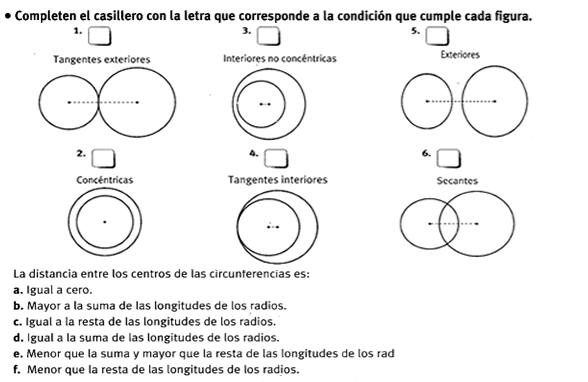 • Completen el casillero con la letra que corresponde a la condición que cumple cada figura.
1.
Tangentes exteriores
3.
Interiores no concéntricas
5.
Exteriores
2.
Concéntricas
4.
Tangentes interiores
6.
Secantes
La distancia entre los centros de las circunferencias es:
a. Igual a cero.
b. Mayor a la suma de las longitudes de los radios.
c. Igual a la resta de las longitudes de los radios.
d. Igual a la suma de las longitudes de los radios.
e. Menor que la suma y mayor que la resta de las longitudes de los rad
f. Menor que la resta de las longitudes de los radios.